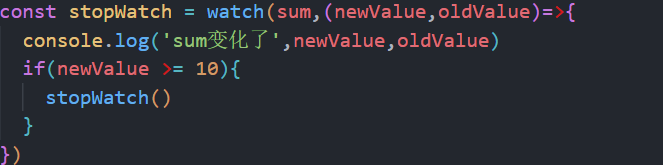 const stopWatch = watch(sum,(newValue,oldValue)=>{
console.log('sum变化了',newValue,oldValue)
if(newValue >= 10){
stopWatch()
}
})